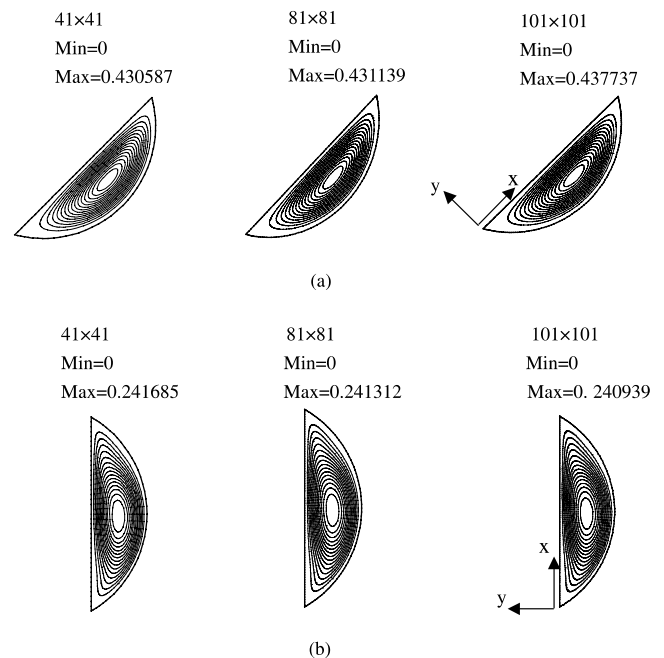 41×41
81×81
101×101
Min=0
Min=0
Min=0
Max=0.430587
Max=0.431139
Max=0.437737
y
x
(a)
41×41
81×81
101×101
Min=0
Min=0
Min=0
Max=0.241685
Max=0.241312
Max=0. 240939
x
y
(b)